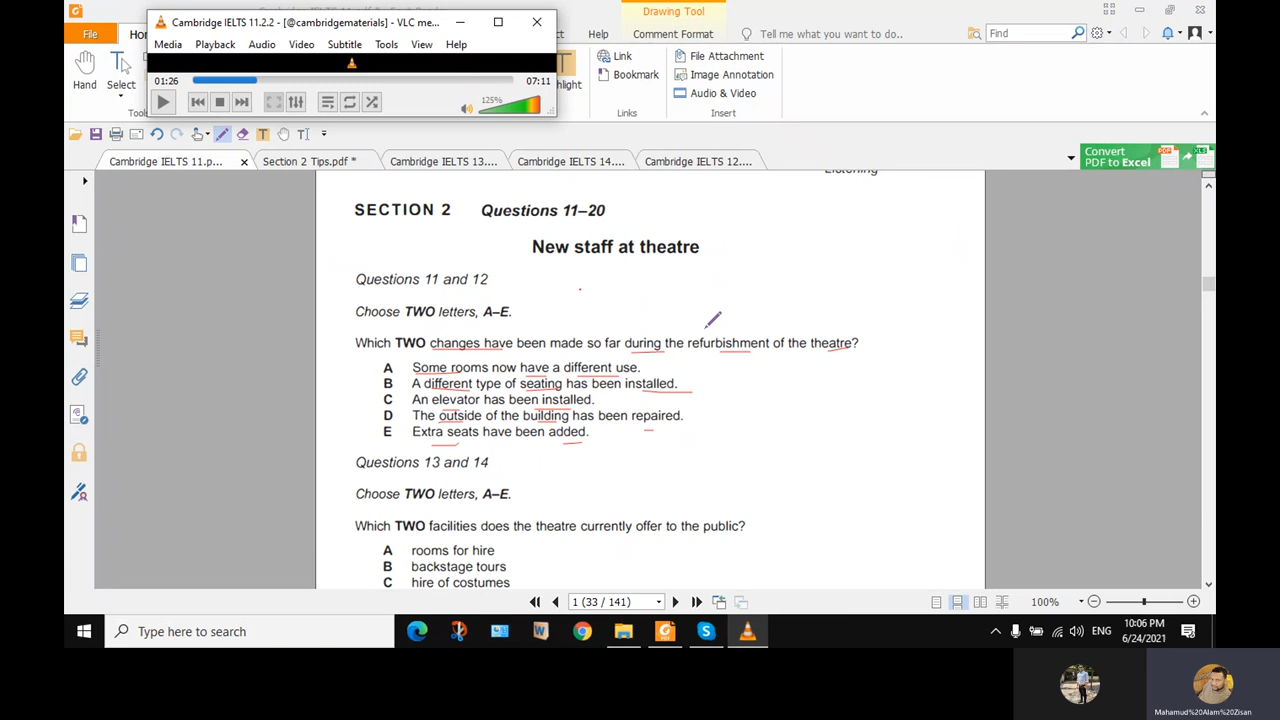 Cambridge IELTS 11.2.2 - [@cambridgematerials] - VLC me...
Drawing Tool
File
Media Playback Audio Video Subtitle Tools View Help
Help
Comment Format
Tell me what you want to do..
Find
01:26
07:11
125%
Hand
Select
Link
Bookmark
Links
File Attachment
Image Annotation
Audio & Video
Insert
Cambridge IELTS 11.p...
Section 2 Tips.pdf *
Cambridge IELTS 13....
Cambridge IELTS 14....
Cambridge IELTS 12....
Convert
PDF to Excel
Listening
SECTION 2 Questions 11–20
New staff at theatre
Questions 11 and 12
Choose TWO letters, A–E.
Which TWO changes have been made so far during the refurbishment of the theatre?
A Some rooms now have a different use.
B A different type of seating has been installed.
C An elevator has been installed.
D The outside of the building has been repaired.
E Extra seats have been added.
Questions 13 and 14
Choose TWO letters, A–E.
Which TWO facilities does the theatre currently offer to the public?
A rooms for hire
B backstage tours
C hire of costumes
1 (33 / 141)
100%
Type here to search
ENG
10:06 PM
6/24/2021
Mahamud%20Alam%20Zisan